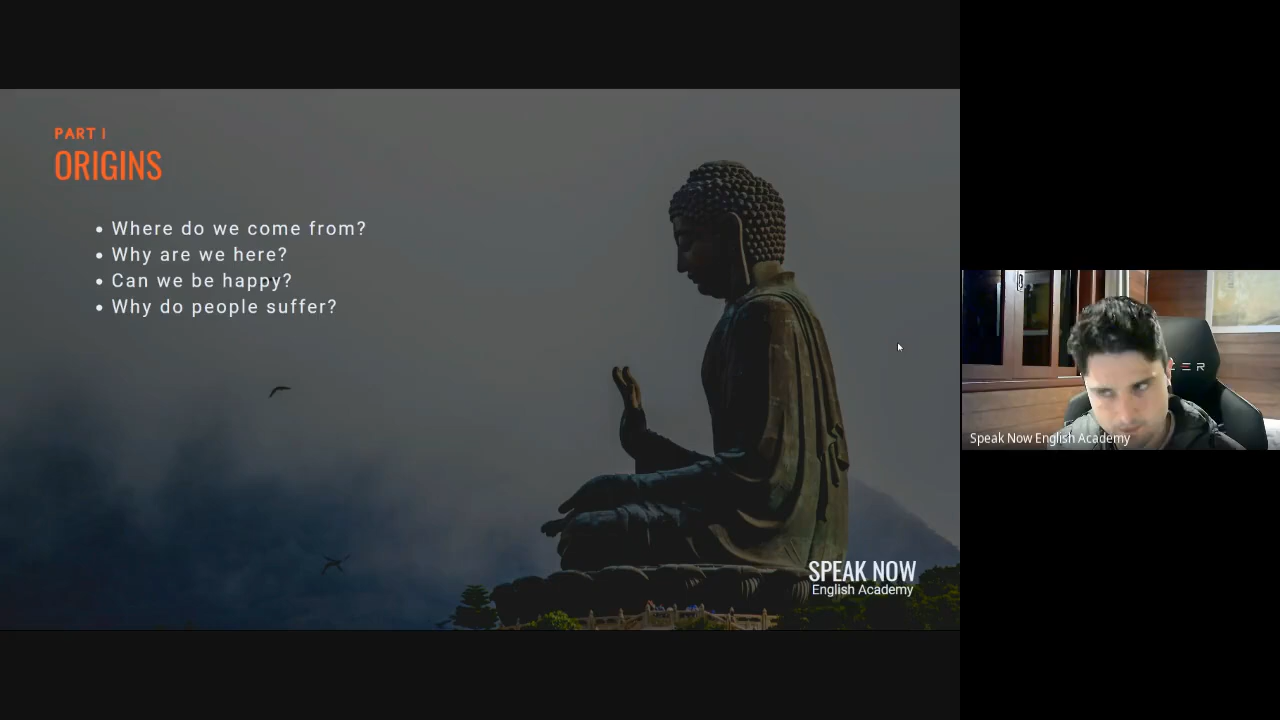 PART I
ORIGINS
• Where do we come from?
• Why are we here?
• Can we be happy?
• Why do people suffer?
SPEAK NOW
English Academy
Speak Now English Academy